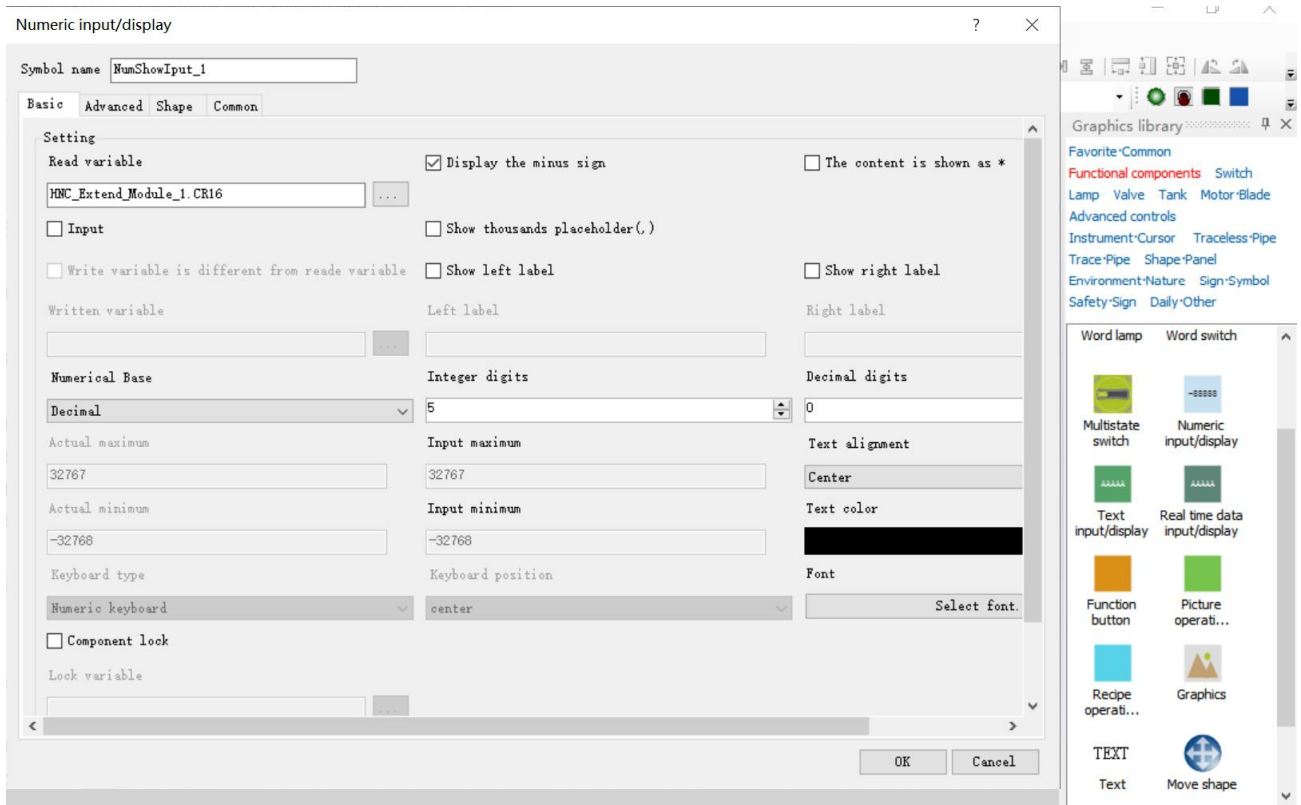 Numeric input/display
?
Symbol name NumShowIput_1
Basic Advanced Shape Common
Setting
Read variable
Display the minus sign
The content is shown as *
HNC_Extend_Module_1.CR16
...
Input
Show thousands placeholder(,)
Write variable is different from reade variable
Show left label
Show right label
Written variable
Left label
Right label
...
Numerical Base
Integer digits
Decimal digits
Decimal
5
0
Actual maximum
Input maximum
Text alignment
32767
32767
Center
Actual minimum
Input minimum
Text color
-32768
-32768
Keyboard type
Keyboard position
Font
Numeric keyboard
center
Select font.
Component lock
Lock variable
...
OK
Cancel
Graphics library
Favorite·Common
Functional components Switch
Lamp Valve Tank Motor·Blade
Advanced controls
Instrument·Cursor Traceless·Pipe
Trace·Pipe Shape·Panel
Environment·Nature Sign·Symbol
Safety·Sign Daily·Other
Word lamp
Word switch
-88888
Multistate
switch
Numeric
input/display
Text
input/display
Real time data
input/display
Function
button
Picture
operati...
Recipe
operati...
Graphics
TEXT
Text
Move shape